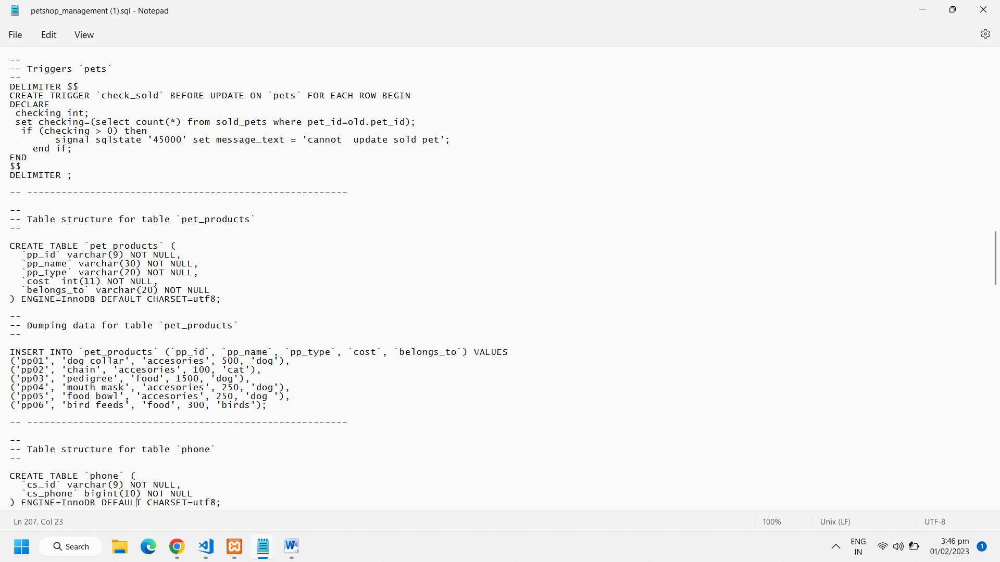 petshop_management (1).sql - Notepad
File Edit View
--
-- Triggers `pets`
--
DELIMITER $$
CREATE TRIGGER `check_sold` BEFORE UPDATE ON `pets` FOR EACH ROW BEGIN
DECLARE
 checking int;
 set checking=(select count(*) from sold_pets where pet_id=old.pet_id);
  if (checking > 0) then
        signal sqlstate '45000' set message_text = 'cannot  update sold pet';
    end if;
END
$$
DELIMITER ;
-- --------------------------------------------------------
--
-- Table structure for table `pet_products`
--
CREATE TABLE `pet_products` (
  `pp_id` varchar(9) NOT NULL,
  `pp_name` varchar(30) NOT NULL,
  `pp_type` varchar(20) NOT NULL,
  `cost` int(11) NOT NULL,
  `belongs_to` varchar(20) NOT NULL
) ENGINE=InnoDB DEFAULT CHARSET=utf8;
--
-- Dumping data for table `pet_products`
--
INSERT INTO `pet_products` (`pp_id`, `pp_name`, `pp_type`, `cost`, `belongs_to`) VALUES
('pp01', 'dog collar', 'accesories', 500, 'dog'),
('pp02', 'chain', 'accesories', 100, 'cat'),
('pp03', 'pedigree', 'food', 1500, 'dog'),
('pp04', 'mouth mask', 'accesories', 250, 'dog'),
('pp05', 'food bowl', 'accesories', 250, 'dog '),
('pp06', 'bird feeds', 'food', 300, 'birds');
-- --------------------------------------------------------
--
-- Table structure for table `phone`
--
CREATE TABLE `phone` (
  `cs_id` varchar(9) NOT NULL,
  `cs_phone` bigint(10) NOT NULL
) ENGINE=InnoDB DEFAULT CHARSET=utf8;
Ln 207, Col 23 100% Unix (LF) UTF-8
Search
ENG
IN
3:46 pm
01/02/2023
1